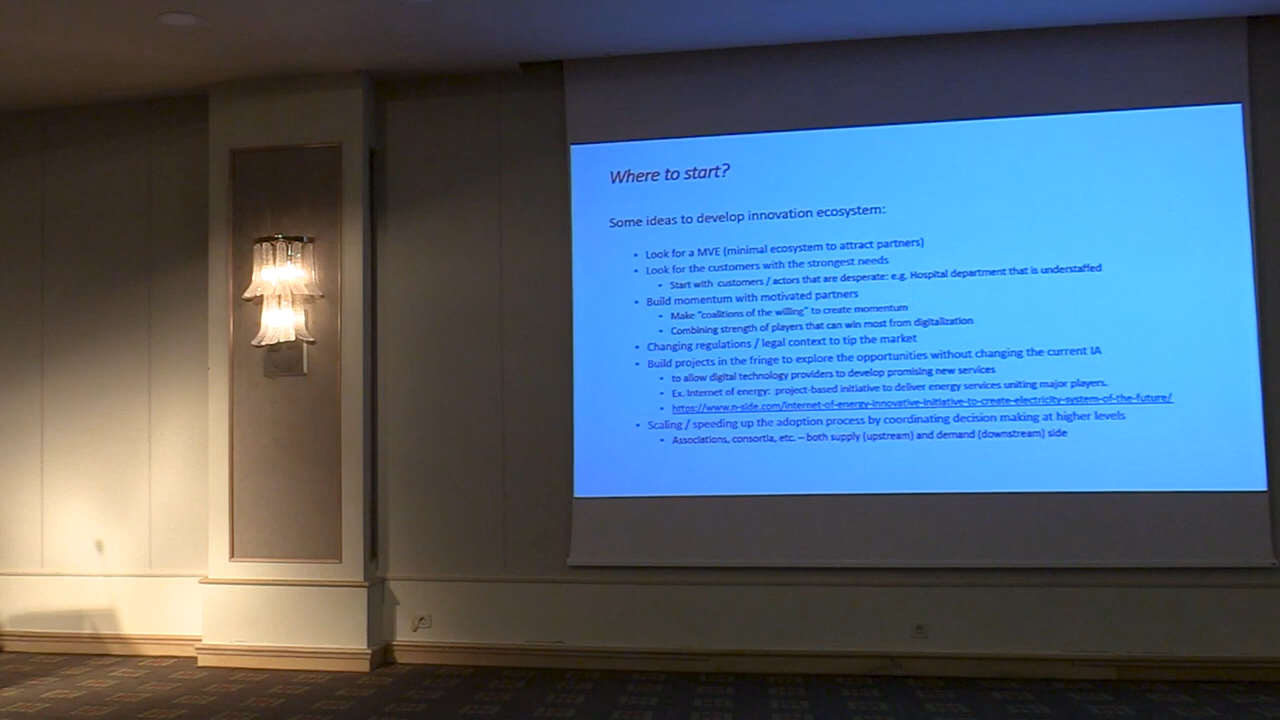 Where to start?
Some ideas to develop innovation ecosystem:
• Look for a MVE (minimal ecosystem to attract partners)
• Look for the customers with the strongest needs
• Start with customers / actors that are desperate: e.g. Hospital department that is understaffed
• Build momentum with motivated partners
• Make "coalitions of the willing" to create momentum
• Combining strength of players that can win most from digitalization
• Changing regulations / legal context to tip the market
• Build projects in the fringe to explore the opportunities without changing the current IA
• to allow digital technology providers to develop promising new services
• Ex. Internet of energy: project-based initiative to deliver energy services uniting major players.
• https://www.n-side.com/internet-of-energy-innovative-initiative-to-create-electricity-system-of-the-future/
• Scaling / speeding up the adoption process by coordinating decision making at higher levels
• Associations, consortia, etc. – both supply (upstream) and demand (downstream) side